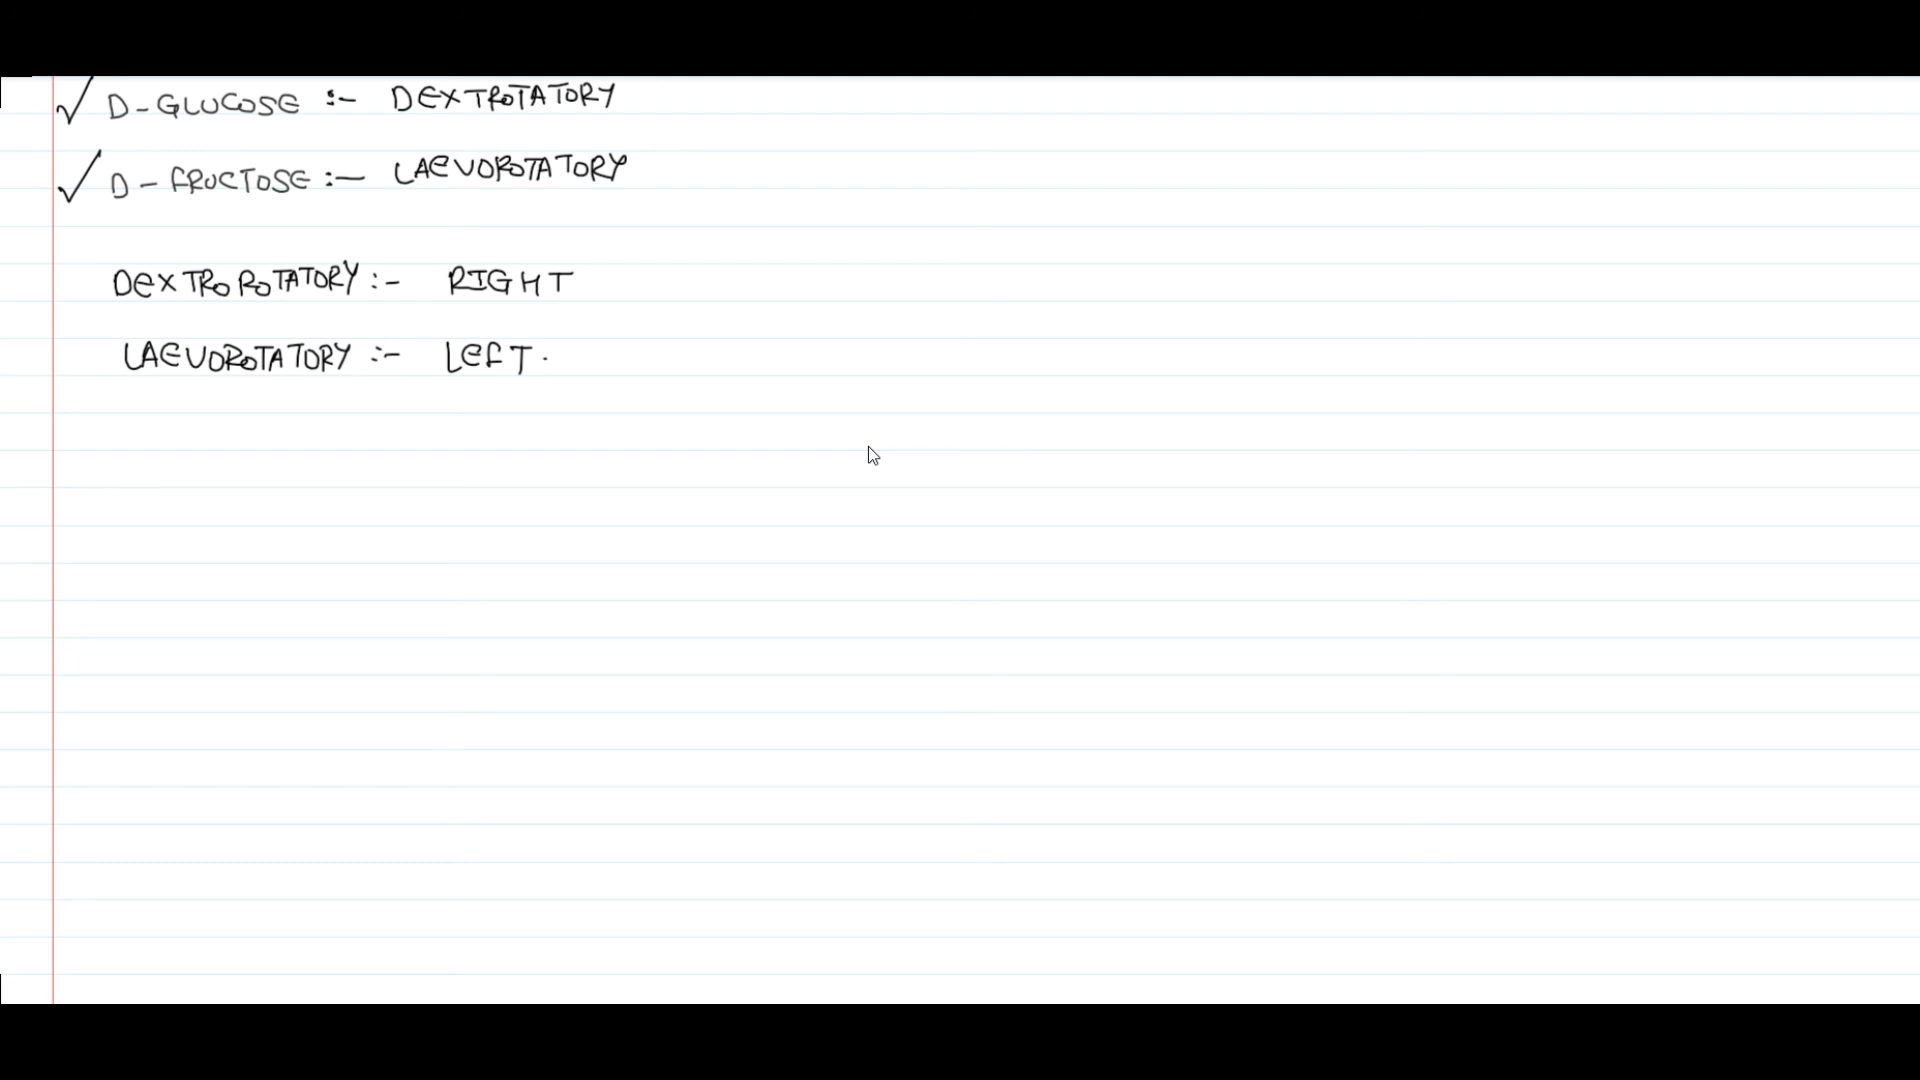 ✓ D-GLUCOSE :- DEXTROTATORY
✓ D-FRUCTOSE :- LAEVOROTATORY
DEXTROROTATORY :- RIGHT
LAEVOROTATORY :- LEFT.